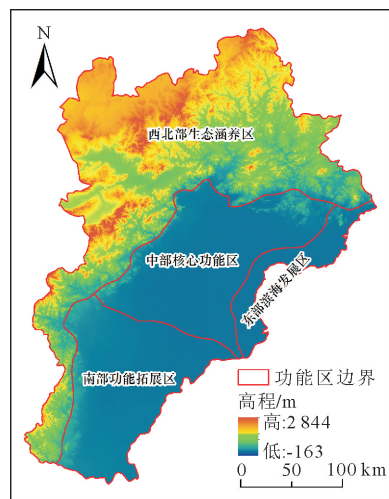 N
西北部生态涵养区
中部核心功能区
东部滨海发展区
南部功能拓展区
功能区边界
高程/m
高:2 844
低:-163
0 50 100 km